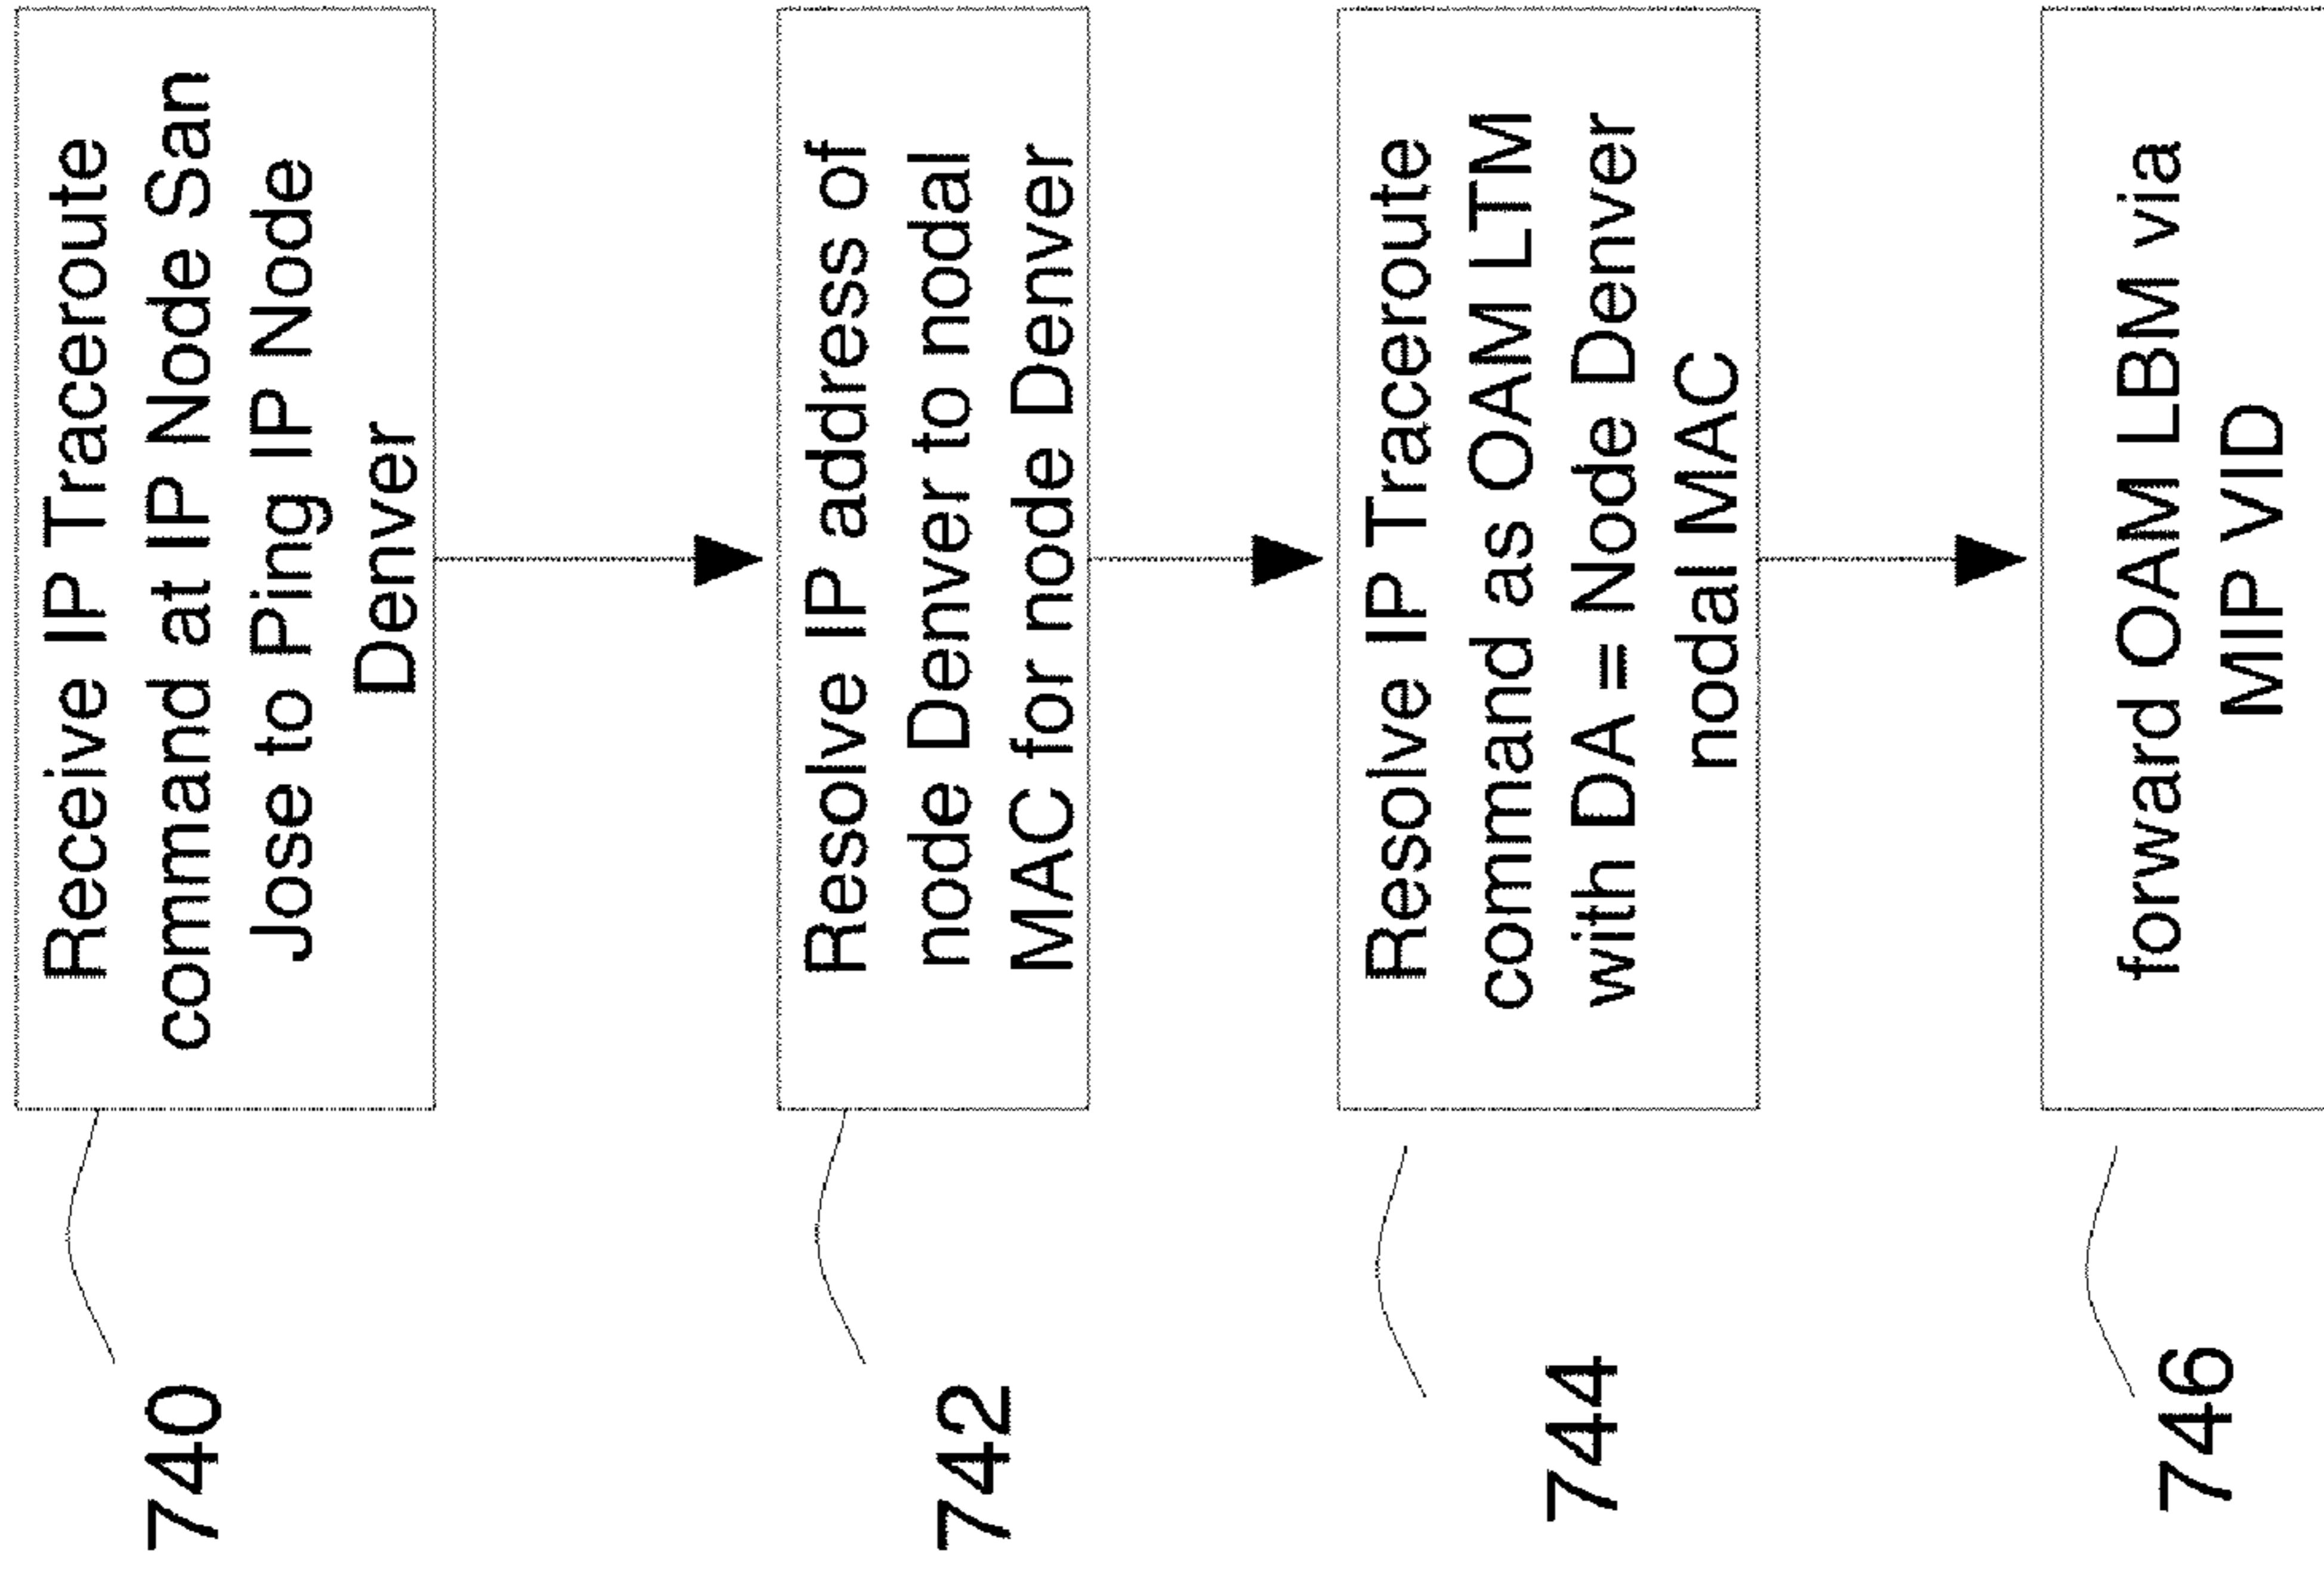 740
Receive IP Traceroute
command at IP Node San
Jose to Ping IP Node
Denver
742
Resolve IP address of
node Denver to nodal
MAC for node Denver
744
Resolve IP Traceroute
command as OAM LTM
with DA = Node Denver
nodal MAC
746
forward OAM LBM via
MIP VID